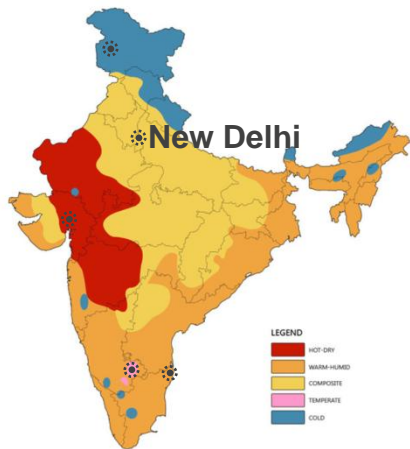 New Delhi
LEGEND
HOT-DRY
WARM-HUMID
COMPOSITE
TEMPERATE
COLD